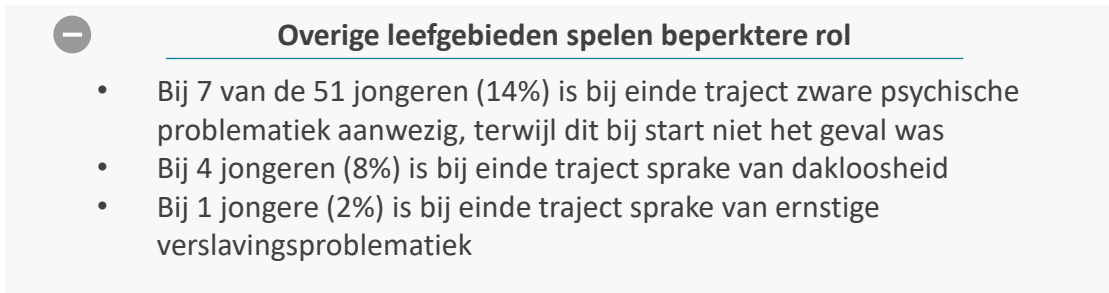 Overige leefgebieden spelen beperktere rol
• Bij 7 van de 51 jongeren (14%) is bij einde traject zware psychische
problematiek aanwezig, terwijl dit bij start niet het geval was
• Bij 4 jongeren (8%) is bij einde traject sprake van dakloosheid
• Bij 1 jongere (2%) is bij einde traject sprake van ernstige
verslavingsproblematiek